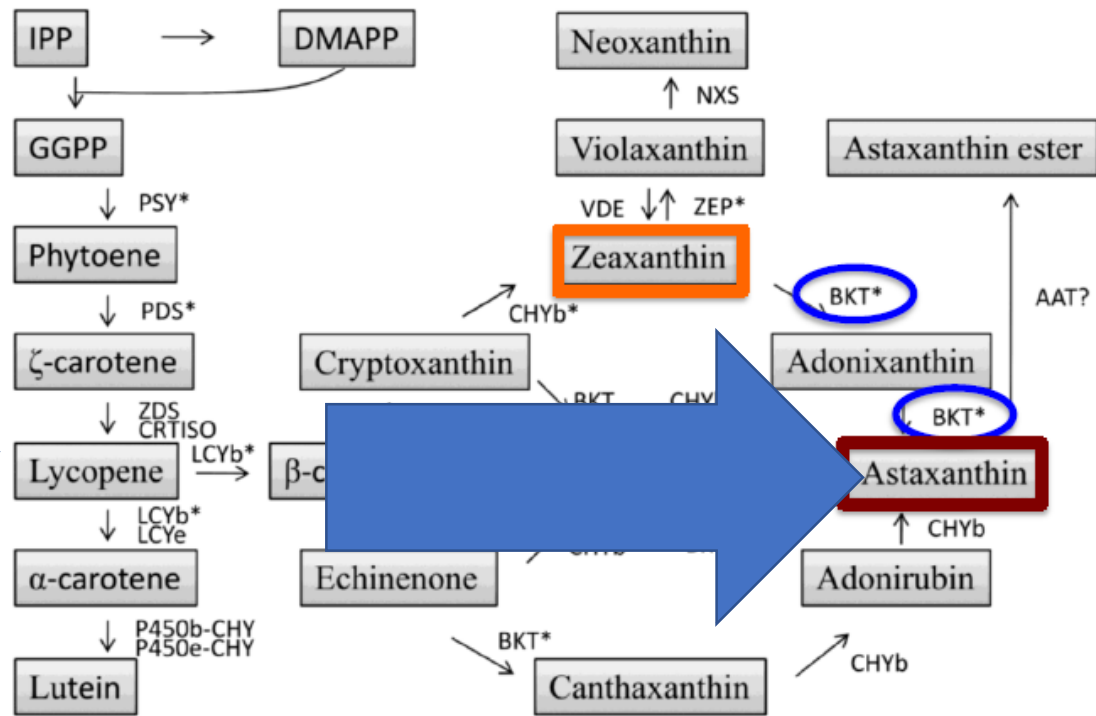 IPP
DMAPP
Neoxanthin
NXS
GGPP
Violaxanthin
Astaxanthin ester
PSY*
VDE
ZEP*
Phytoene
Zeaxanthin
PDS*
CHYb*
BKT*
AAT?
ζ-carotene
Cryptoxanthin
Adonixanthin
ZDS
CRTISO
BKT
BKT*
Lycopene
LCYb*
Astaxanthin
LCYb*
LCYe
CHYb
α-carotene
Echinenone
Adonirubin
P450b-CHY
P450e-CHY
BKT*
CHYb
Lutein
Canthaxanthin